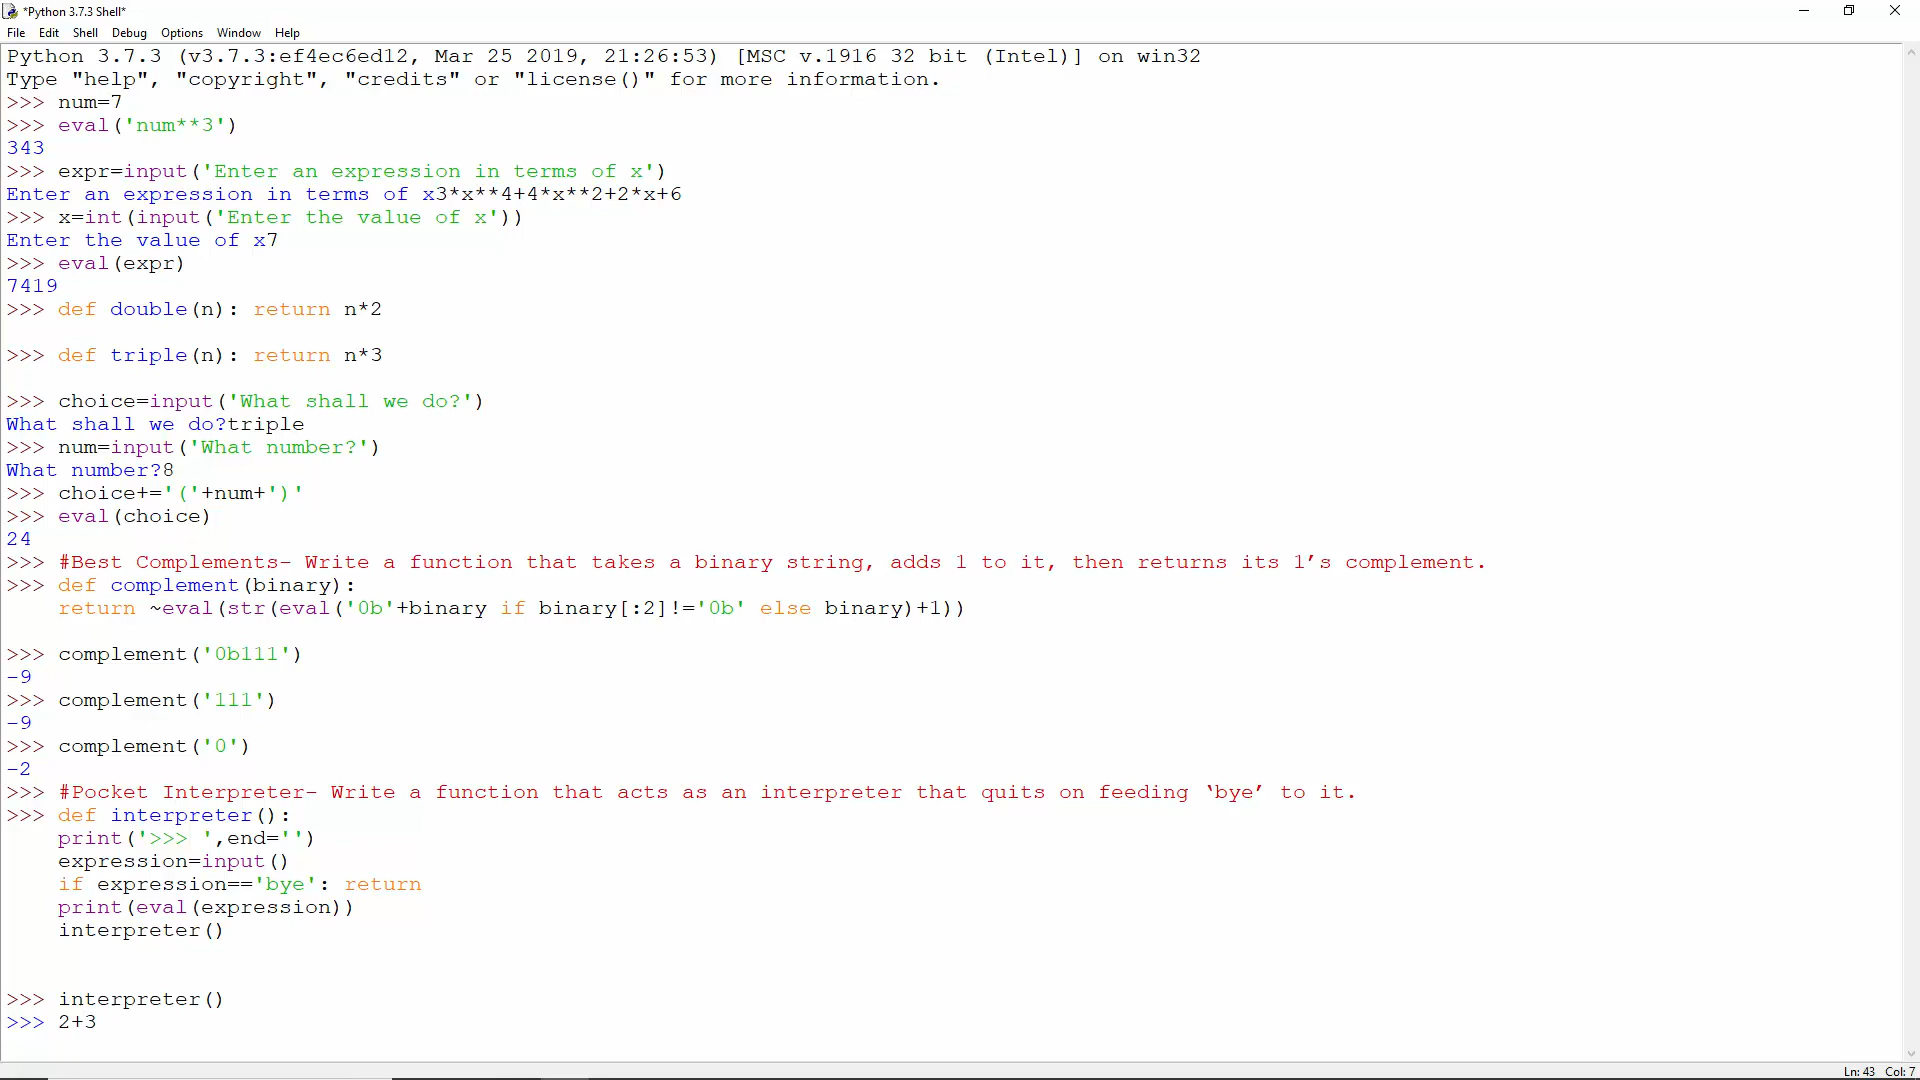 *Python 3.7.3 Shell*
File Edit Shell Debug Options Window Help
Python 3.7.3 (v3.7.3:ef4ec6ed12, Mar 25 2019, 21:26:53) [MSC v.1916 32 bit (Intel)] on win32
Type "help", "copyright", "credits" or "license()" for more information.
>>> num=7
>>> eval('num**3')
343
>>> expr=input('Enter an expression in terms of x')
Enter an expression in terms of x3*x**4+4*x**2+2*x+6
>>> x=int(input('Enter the value of x'))
Enter the value of x7
>>> eval(expr)
7419
>>> def double(n): return n*2
>>> def triple(n): return n*3
>>> choice=input('What shall we do?')
What shall we do?triple
>>> num=input('What number?')
What number?8
>>> choice+='('+num+')'
>>> eval(choice)
24
>>> #Best Complements- Write a function that takes a binary string, adds 1 to it, then returns its 1’s complement.
>>> def complement(binary):
    return ~eval(str(eval('0b'+binary if binary[:2]!='0b' else binary)+1))
>>> complement('0b111')
-9
>>> complement('111')
-9
>>> complement('0')
-2
>>> #Pocket Interpreter- Write a function that acts as an interpreter that quits on feeding ‘bye’ to it.
>>> def interpreter():
    print('>>> ',end='')
    expression=input()
    if expression=='bye': return
    print(eval(expression))
    interpreter()
>>> interpreter()
>>> 2+3
Ln: 43 Col: 7